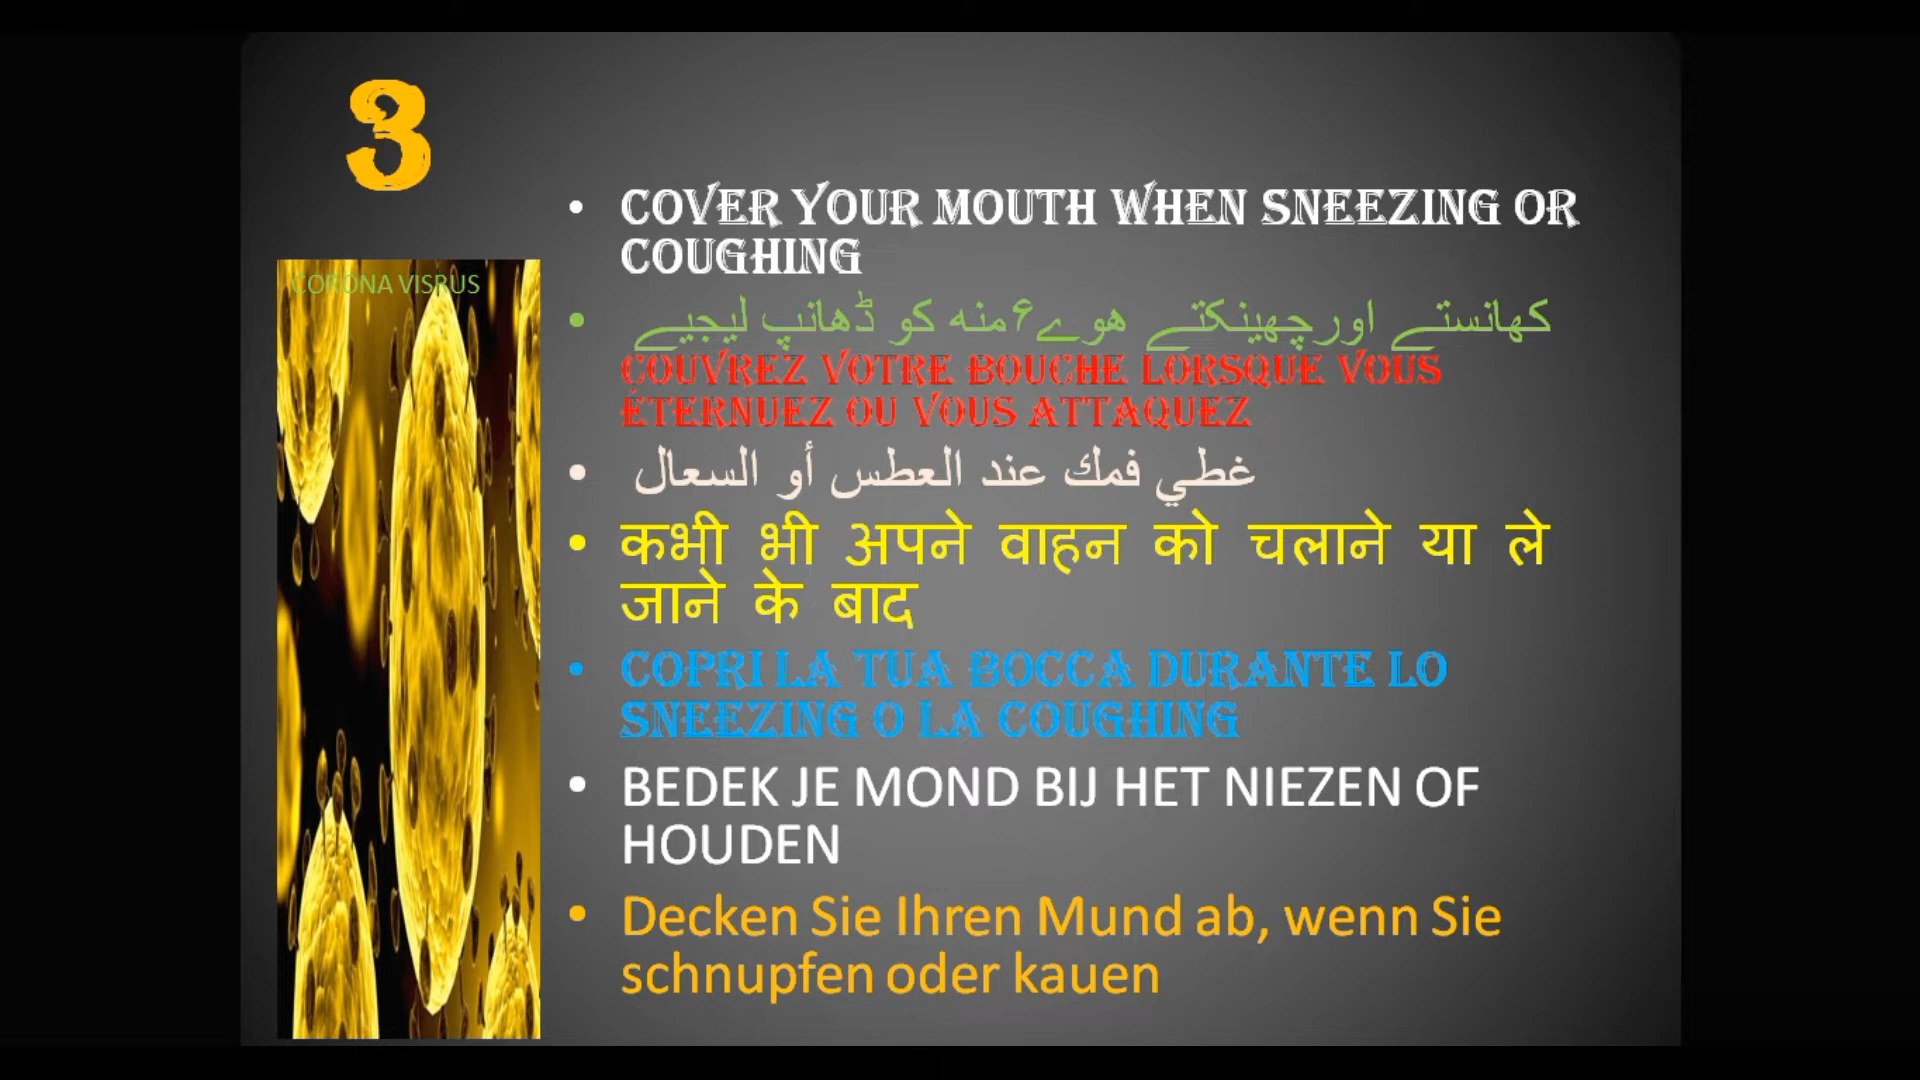 3
CORONA VISRUS
COVER YOUR MOUTH WHEN SNEEZING OR
COUGHING
کھانستے اورچھینکتے ھوے۶منہ کو ڈھانپ لیجیے
COUVREZ VOTRE BOUCHE LORSQUE VOUS
ÉTERNUEZ OU VOUS ATTAQUEZ
غطي فمك عند العطس أو السعال
कभी भी अपने वाहन को चलाने या ले
जाने के बाद
COPRI LA TUA BOCCA DURANTE LO
SNEEZING O LA COUGHING
BEDEK JE MOND BIJ HET NIEZEN OF
HOUDEN
Decken Sie Ihren Mund ab, wenn Sie
schnupfen oder kauen